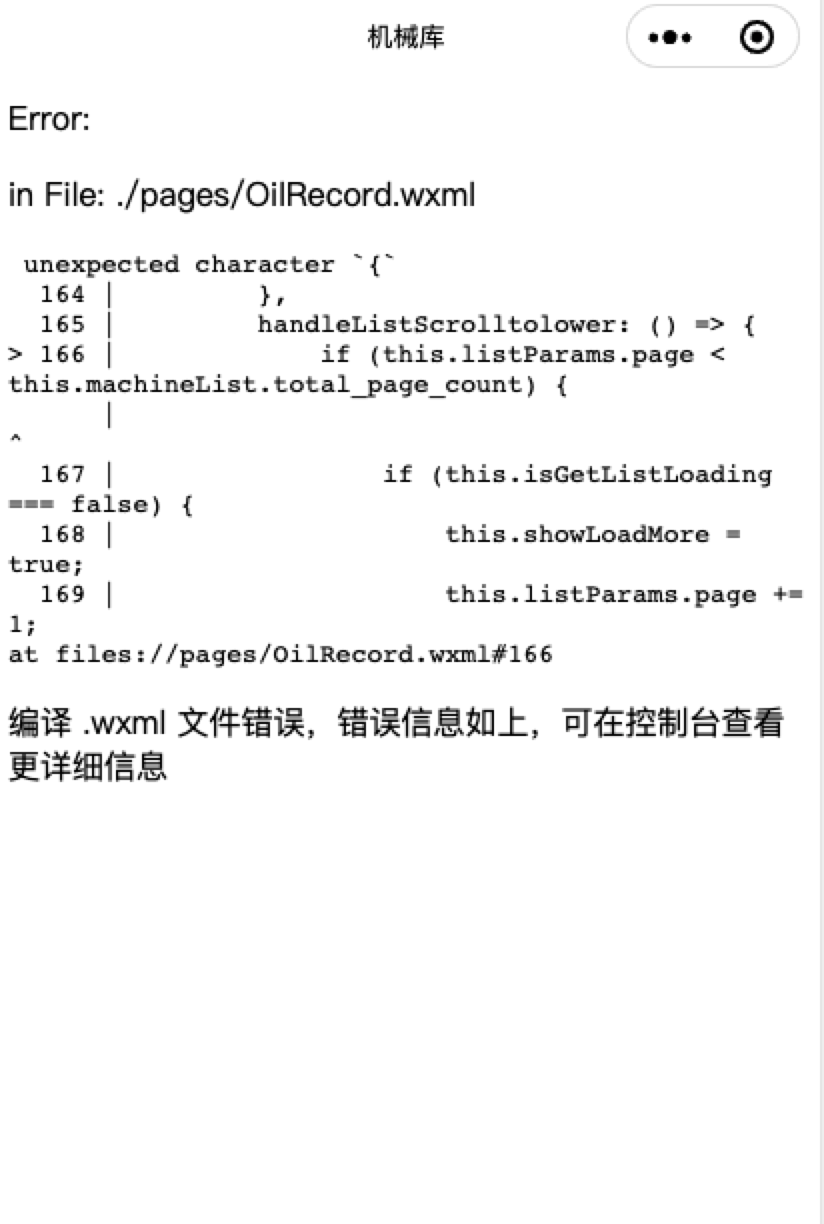 机械库
Error:
in File: ./pages/OilRecord.wxml
unexpected character `{`
164 |         },
165 |         handleListScrolltolower: () => {
> 166 |             if (this.listParams.page <
this.machineList.total_page_count) {
|
^
167 |                 if (this.isGetListLoading
=== false) {
168 |                     this.showLoadMore =
true;
169 |                     this.listParams.page +=
1;
at files://pages/OilRecord.wxml#166
编译 .wxml 文件错误，错误信息如上，可在控制台查看
更详细信息